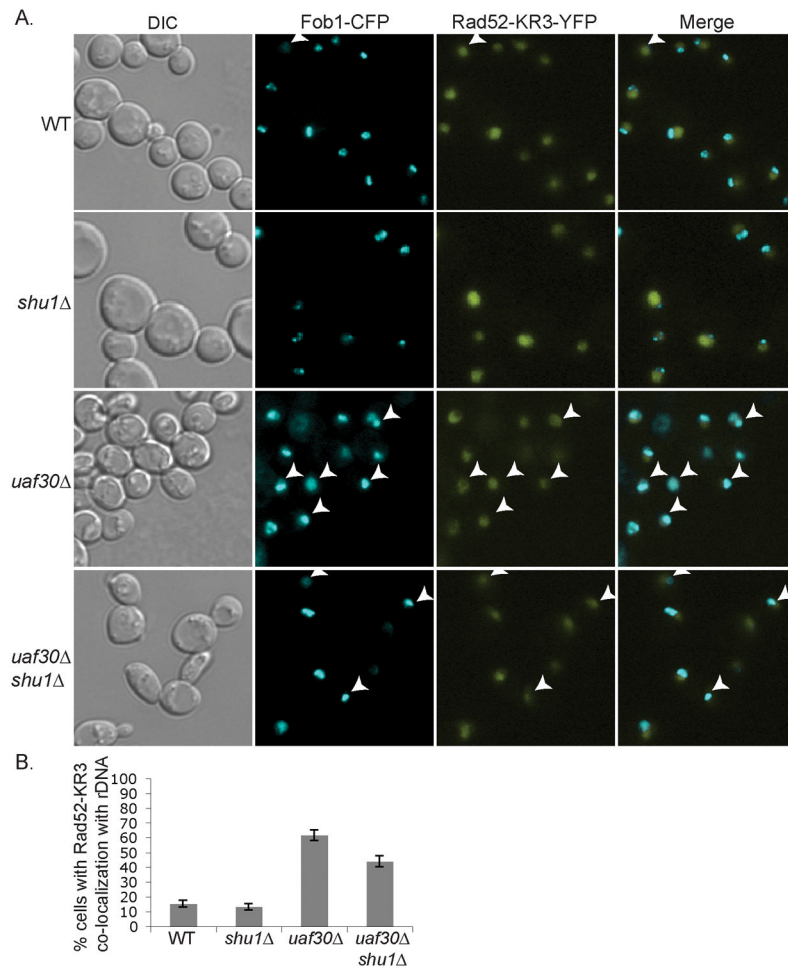 A.
DIC Fob1-CFP Rad52-KR3-YFP Merge
WT
shu1Δ
uaf30Δ
uaf30Δ
shu1Δ
B.
% cells with Rad52-KR3
co-localization with rDNA
100
90
80
70
60
50
40
30
20
10
0
WT shu1Δ uaf30Δ uaf30Δ
shu1Δ